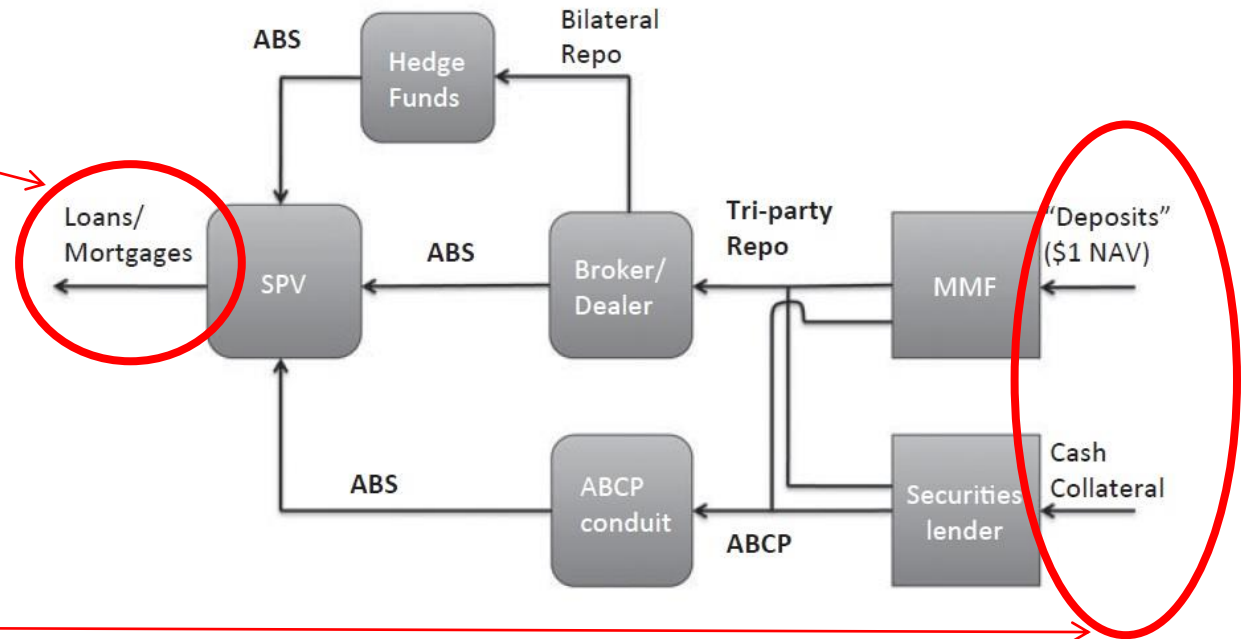 ABS
Bilateral
Repo
Hedge
Funds
Loans/
Mortgages
SPV
ABS
Broker/
Dealer
Tri-party
Repo
MMF
"Deposits"
($1 NAV)
ABS
ABCP
conduit
ABCP
Securities
lender
Cash
Collateral